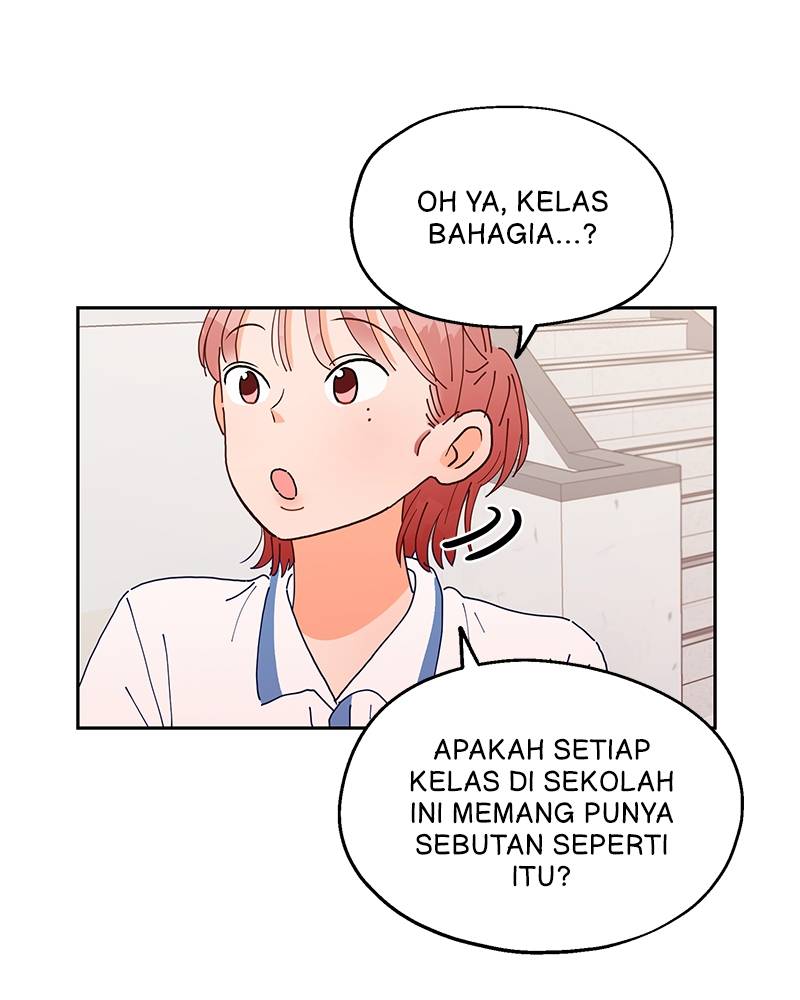 OH YA, KELAS
BAHAGIA...?
APAKAH SETIAP
KELAS DI SEKOLAH
INI MEMANG PUNYA
SEBUTAN SEPERTI
ITU?